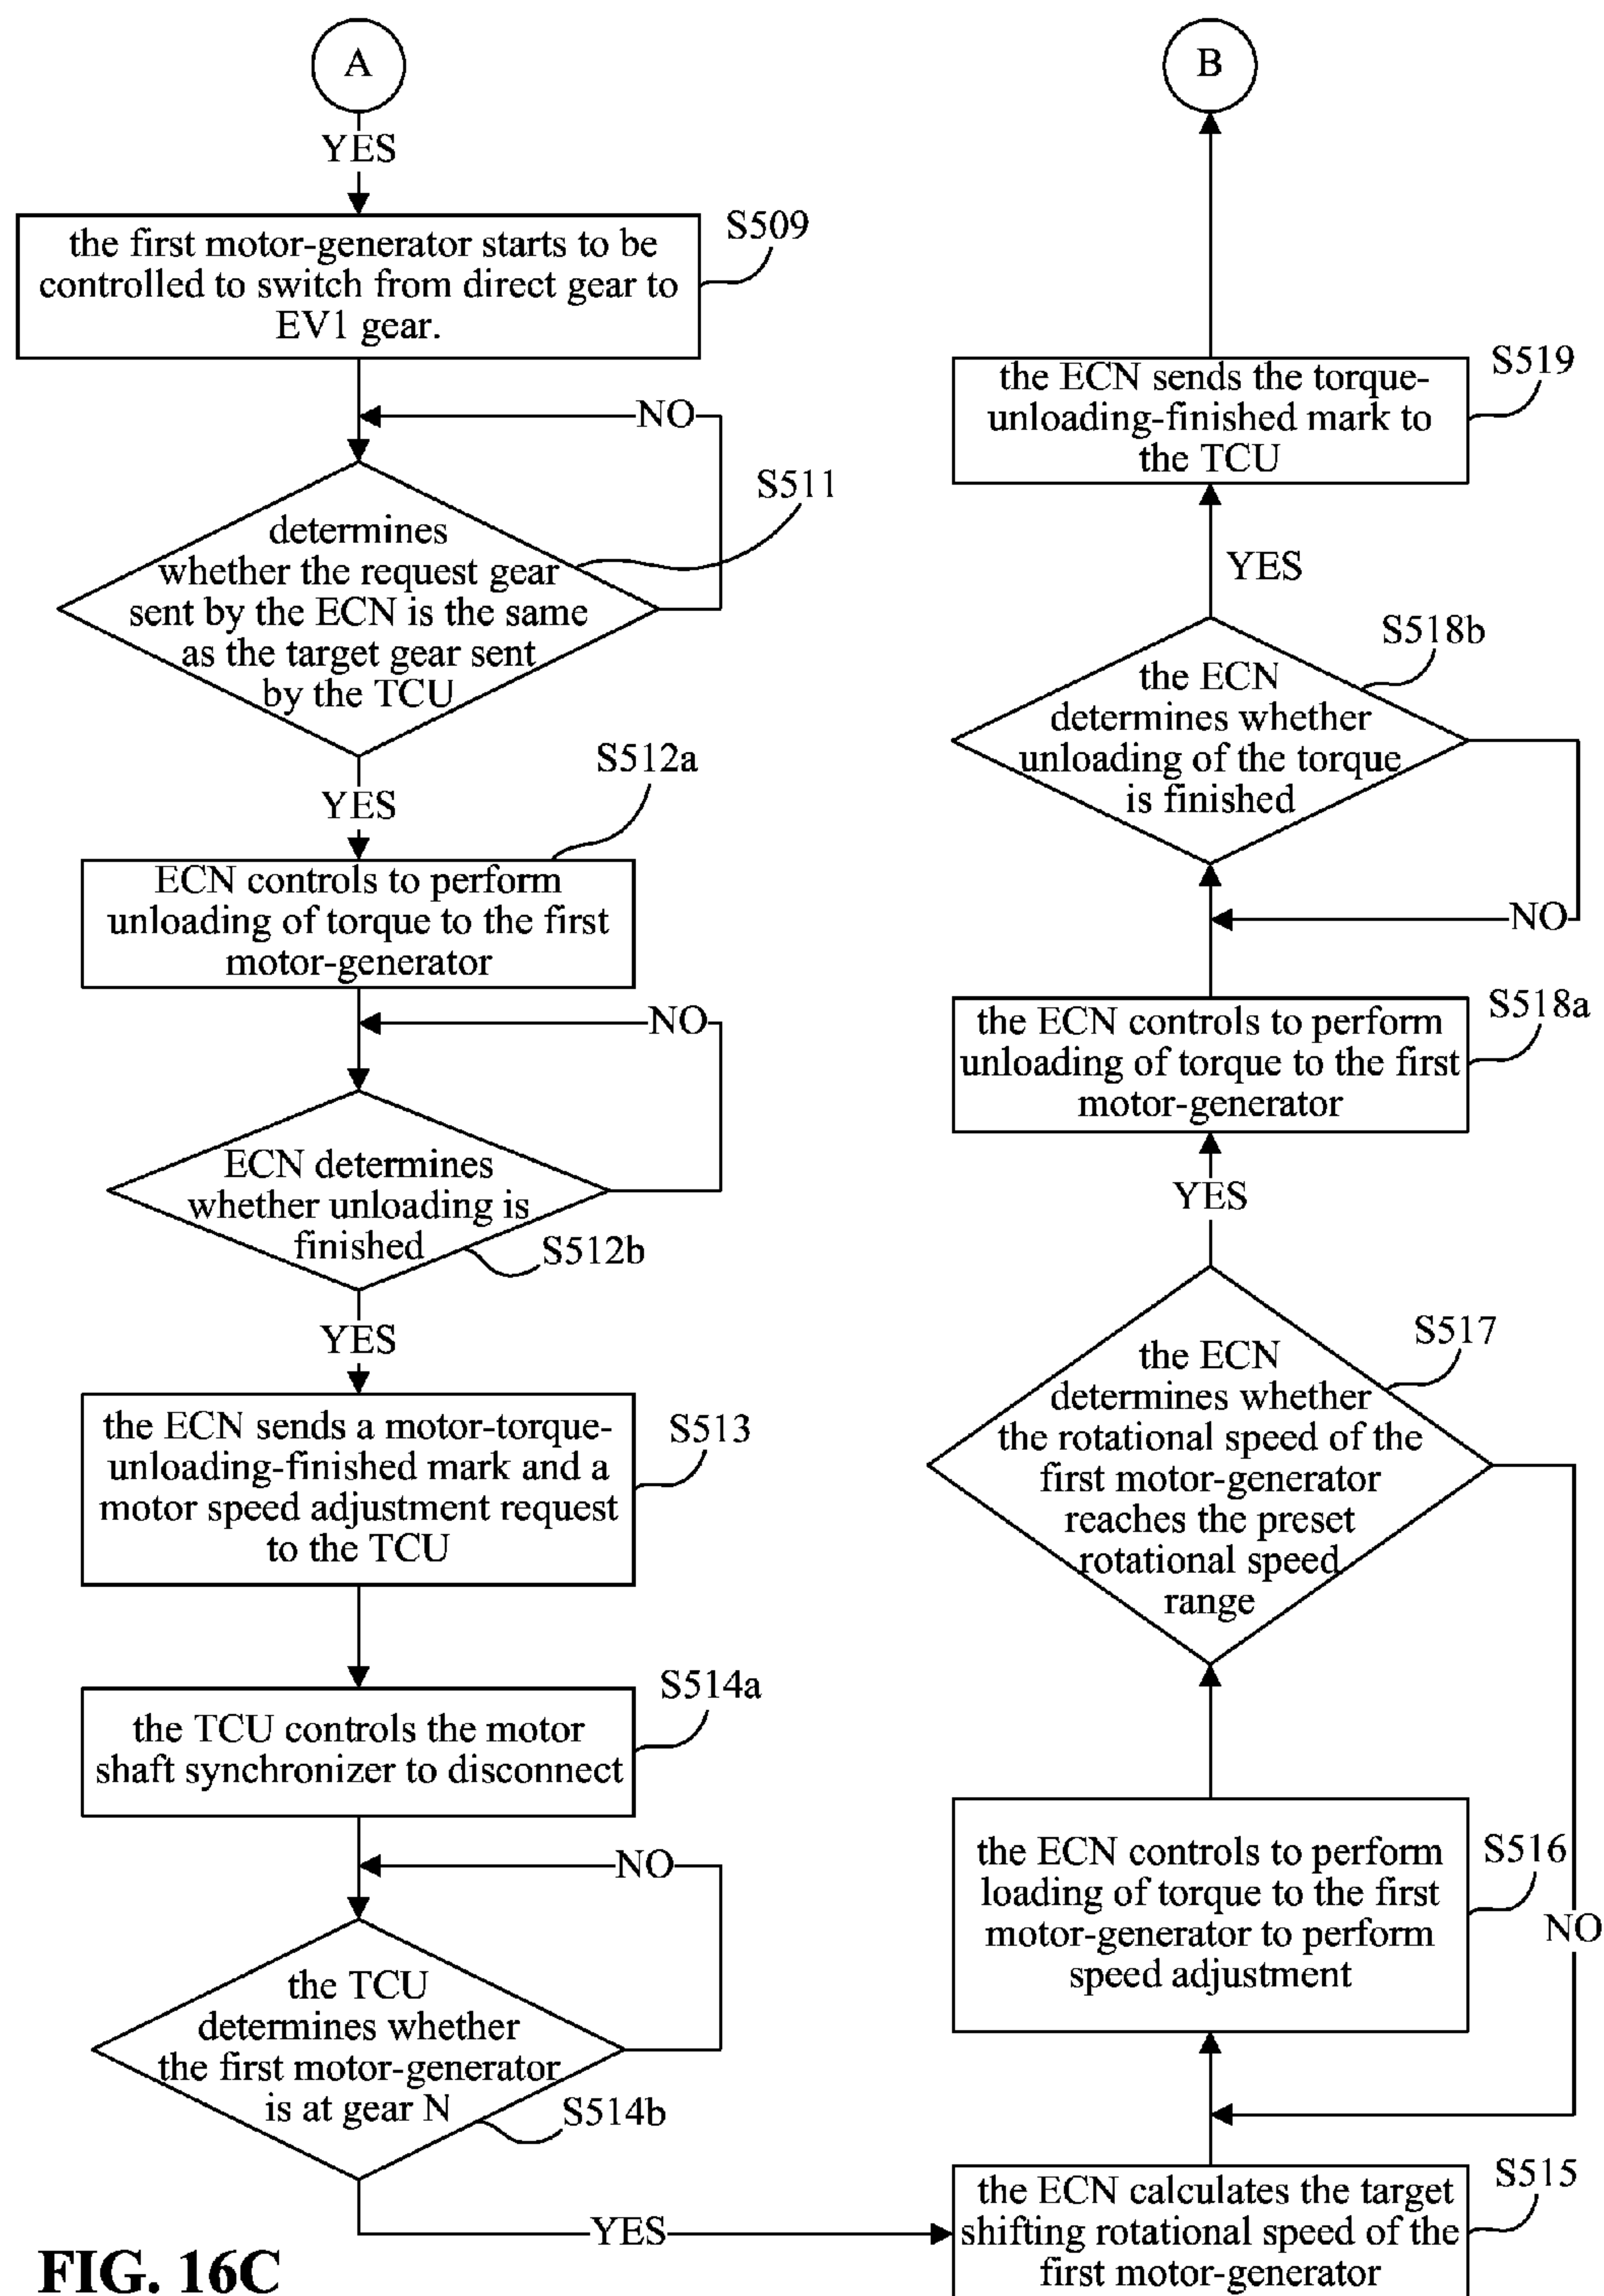 A
YES
the first motor-generator starts to be
controlled to switch from direct gear to
EV1 gear.
S509
NO
determines
whether the request gear
sent by the ECN is the same
as the target gear sent
by the TCU
S511
YES
S512a
ECN controls to perform
unloading of torque to the first
motor-generator
NO
ECN determines
whether unloading is
finished
S512b
YES
the ECN sends a motor-torque-
unloading-finished mark and a
motor speed adjustment request
to the TCU
S513
S514a
the TCU controls the motor
shaft synchronizer to disconnect
NO
the TCU
determines whether
the first motor-generator
is at gear N
S514b
YES
FIG. 16C
B
S519
the ECN sends the torque-
unloading-finished mark to
the TCU
YES
S518b
the ECN
determines whether
unloading of the torque
is finished
NO
S518a
the ECN controls to perform
unloading of torque to the first
motor-generator
YES
S517
the ECN
determines whether
the rotational speed of the
first motor-generator
reaches the preset
rotational speed
range
S516
the ECN controls to perform
loading of torque to the first
motor-generator to perform
speed adjustment
NO
S515
the ECN calculates the target
shifting rotational speed of the
first motor-generator